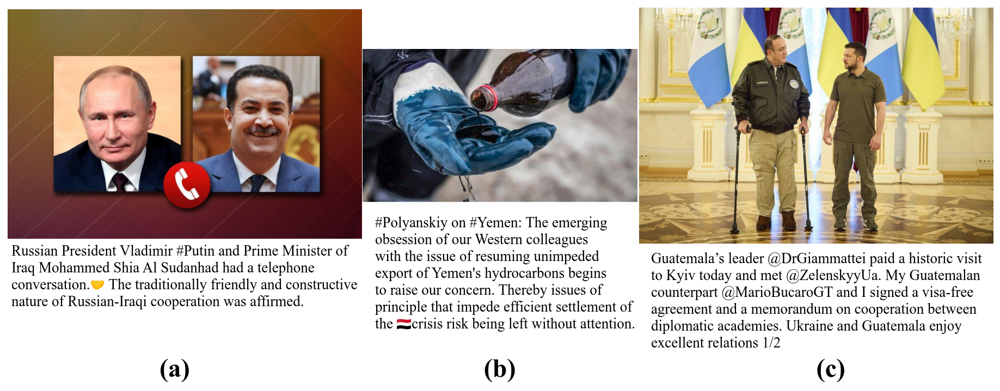 Russian President Vladimir #Putin and Prime Minister of
Iraq Mohammed Shia Al Sudanhad had a telephone
conversation.🤝 The traditionally friendly and constructive
nature of Russian-Iraqi cooperation was affirmed.
(a)
#Polyanskiy on #Yemen: The emerging
obsession of our Western colleagues
with the issue of resuming unimpeded
export of Yemen's hydrocarbons begins
to raise our concern. Thereby issues of
principle that impede efficient settlement of
the 🇾🇪crisis risk being left without attention.
(b)
Guatemala’s leader @DrGiammattei paid a historic visit
to Kyiv today and met @ZelenskyyUa. My Guatemalan
counterpart @MarioBucaroGT and I signed a visa-free
agreement and a memorandum on cooperation between
diplomatic academies. Ukraine and Guatemala enjoy
excellent relations 1/2
(c)